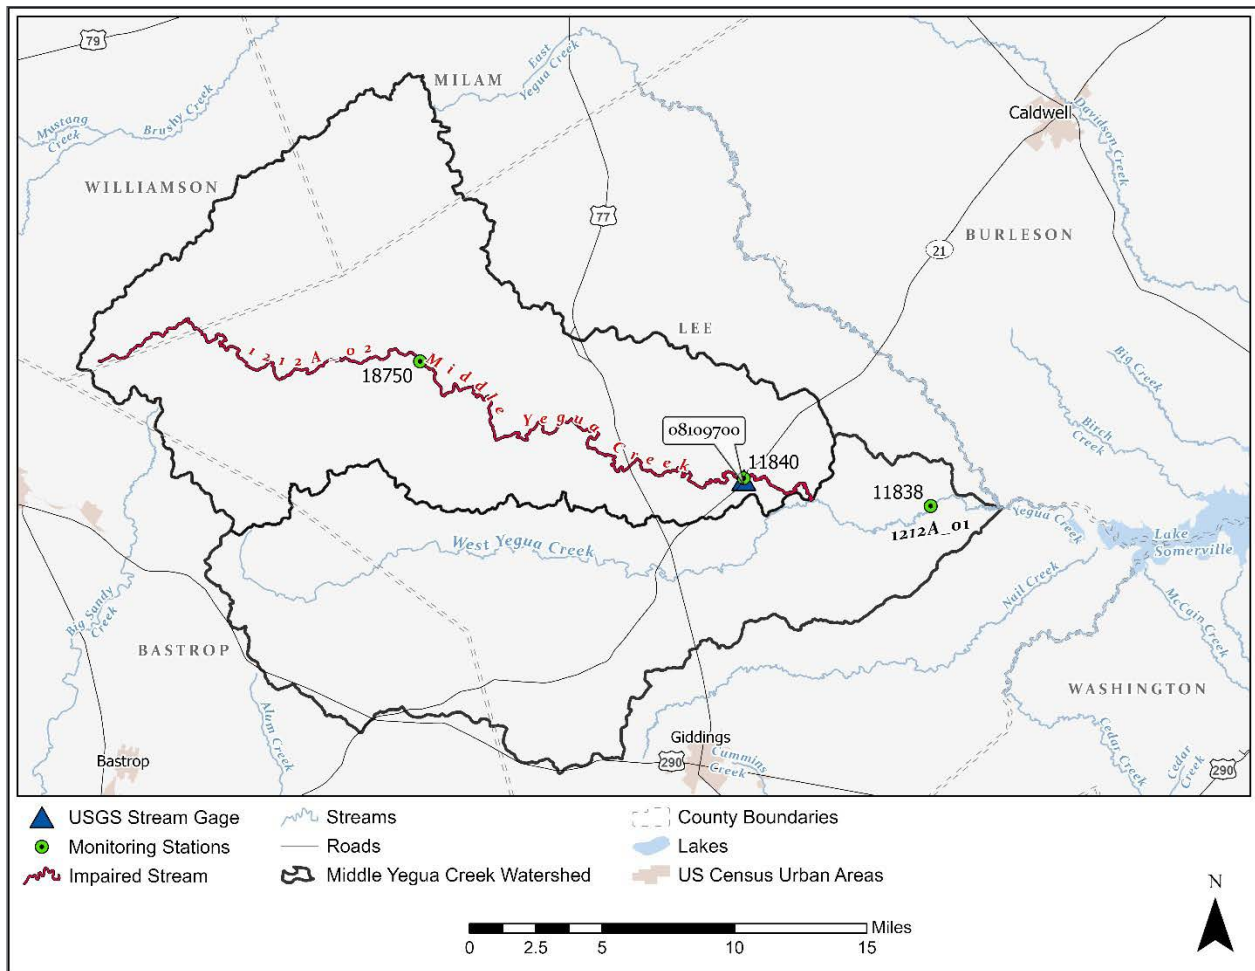 79
MILAM
East
Yegua Creek
Mustang
Creek
Brushy Creek
Caldwell
Davidson Creek
WILLIAMSON
77
BURLESON
21
LEE
1212A_02
Middle Yegua Creek
18750
Big Creek
Birch
Creek
08109700
11840
11838
1212A_01
Yegua Creek
Lake
Somerville
West Yegua Creek
Nail Creek
McCain Creek
Big Sandy
Creek
BASTROP
WASHINGTON
Alum Creek
Giddings
Bastrop
290
Cummins
Creek
Cedar
Creek
Cedar
Creek
290
USGS Stream Gage
Streams
County Boundaries
Monitoring Stations
Roads
Lakes
Impaired Stream
Middle Yegua Creek Watershed
US Census Urban Areas
N
Miles
0 2.5 5 10 15